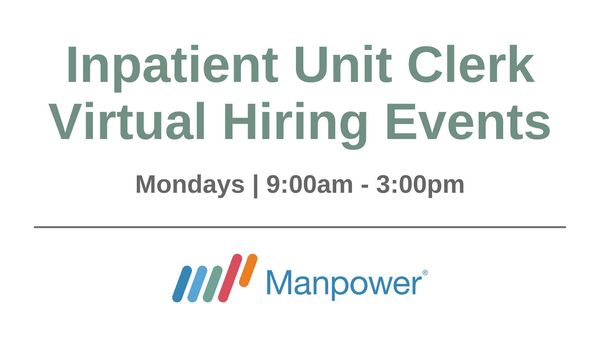 Inpatient Unit Clerk
Virtual Hiring Events
Mondays | 9:00am - 3:00pm
Manpower®